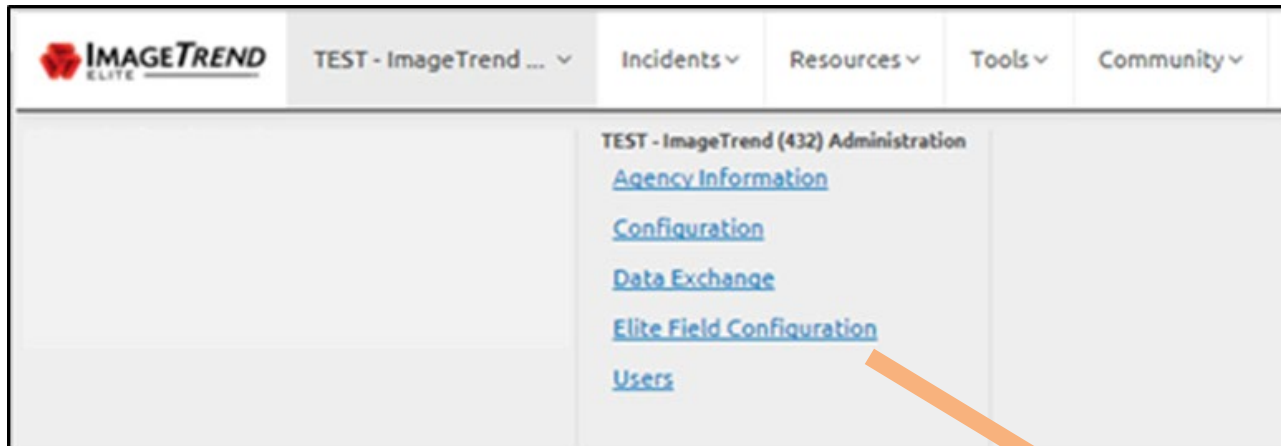 IMAGETREND
ELITE
TEST - ImageTrend ...
Incidents
Resources
Tools
Community
TEST - ImageTrend (432) Administration
Agency Information
Configuration
Data Exchange
Elite Field Configuration
Users